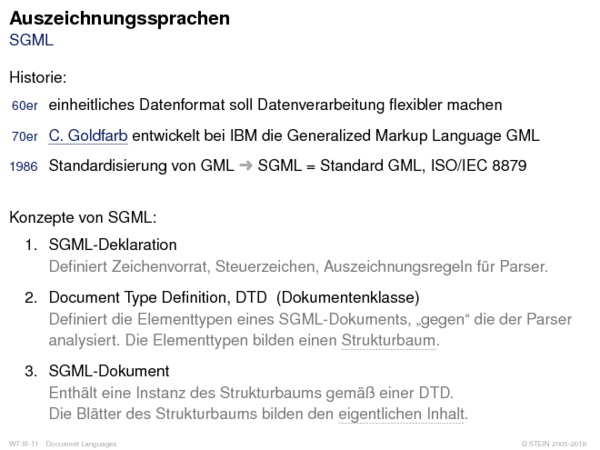 Auszeichnungssprachen
SGML
Historie:
60er einheitliches Datenformat soll Datenverarbeitung flexibler machen
70er C. Goldfarb entwickelt bei IBM die Generalized Markup Language GML
1986 Standardisierung von GML ➜ SGML = Standard GML, ISO/IEC 8879
Konzepte von SGML:
1. SGML-Deklaration
Definiert Zeichenvorrat, Steuerzeichen, Auszeichnungsregeln für Parser.
2. Document Type Definition, DTD (Dokumentenklasse)
Definiert die Elementtypen eines SGML-Dokuments, „gegen” die der Parser
analysiert. Die Elementtypen bilden einen Strukturbaum.
3. SGML-Dokument
Enthält eine Instanz des Strukturbaums gemäß einer DTD.
Die Blätter des Strukturbaums bilden den eigentlichen Inhalt.
WT:III-11 Document Languages © STEIN 2005-2018